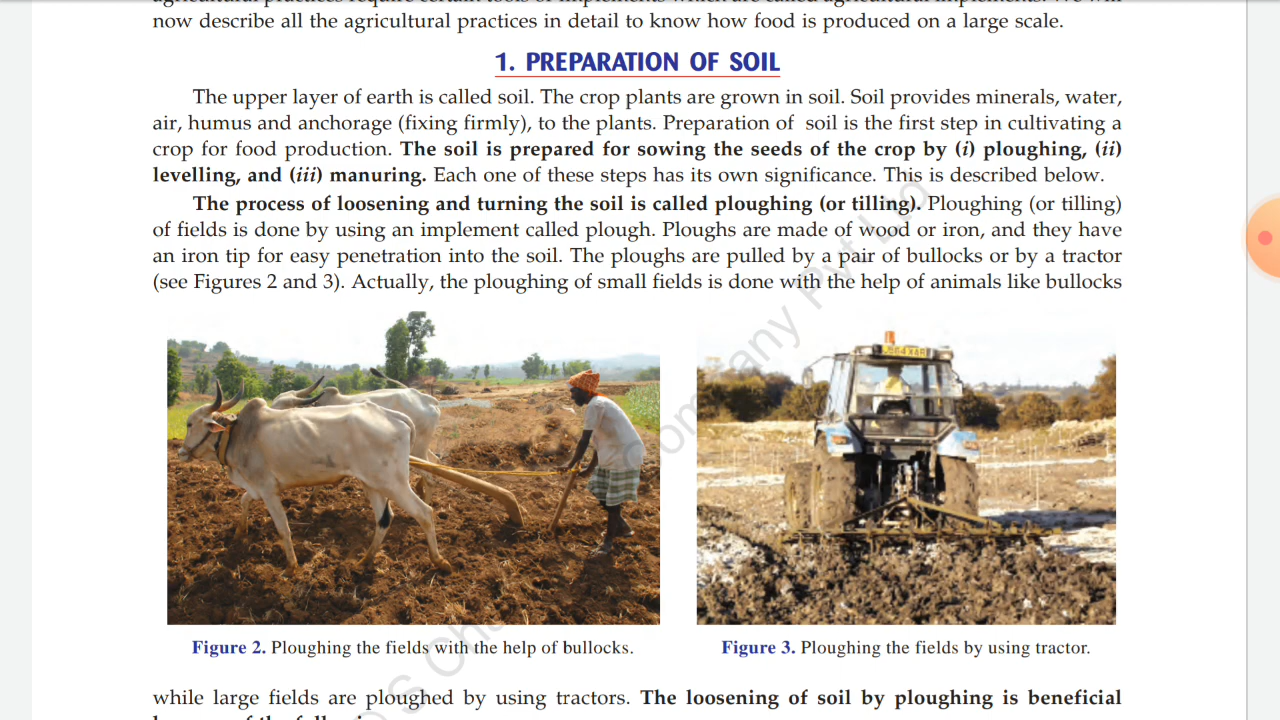 now describe all the agricultural practices in detail to know how food is produced on a large scale.
1. PREPARATION OF SOIL
The upper layer of earth is called soil. The crop plants are grown in soil. Soil provides minerals, water,
air, humus and anchorage (fixing firmly), to the plants. Preparation of soil is the first step in cultivating a
crop for food production. The soil is prepared for sowing the seeds of the crop by (i) ploughing, (ii)
levelling, and (iii) manuring. Each one of these steps has its own significance. This is described below.
The process of loosening and turning the soil is called ploughing (or tilling). Ploughing (or tilling)
of fields is done by using an implement called plough. Ploughs are made of wood or iron, and they have
an iron tip for easy penetration into the soil. The ploughs are pulled by a pair of bullocks or by a tractor
(see Figures 2 and 3). Actually, the ploughing of small fields is done with the help of animals like bullocks
Figure 2. Ploughing the fields with the help of bullocks.
Figure 3. Ploughing the fields by using tractor.
while large fields are ploughed by using tractors. The loosening of soil by ploughing is beneficial